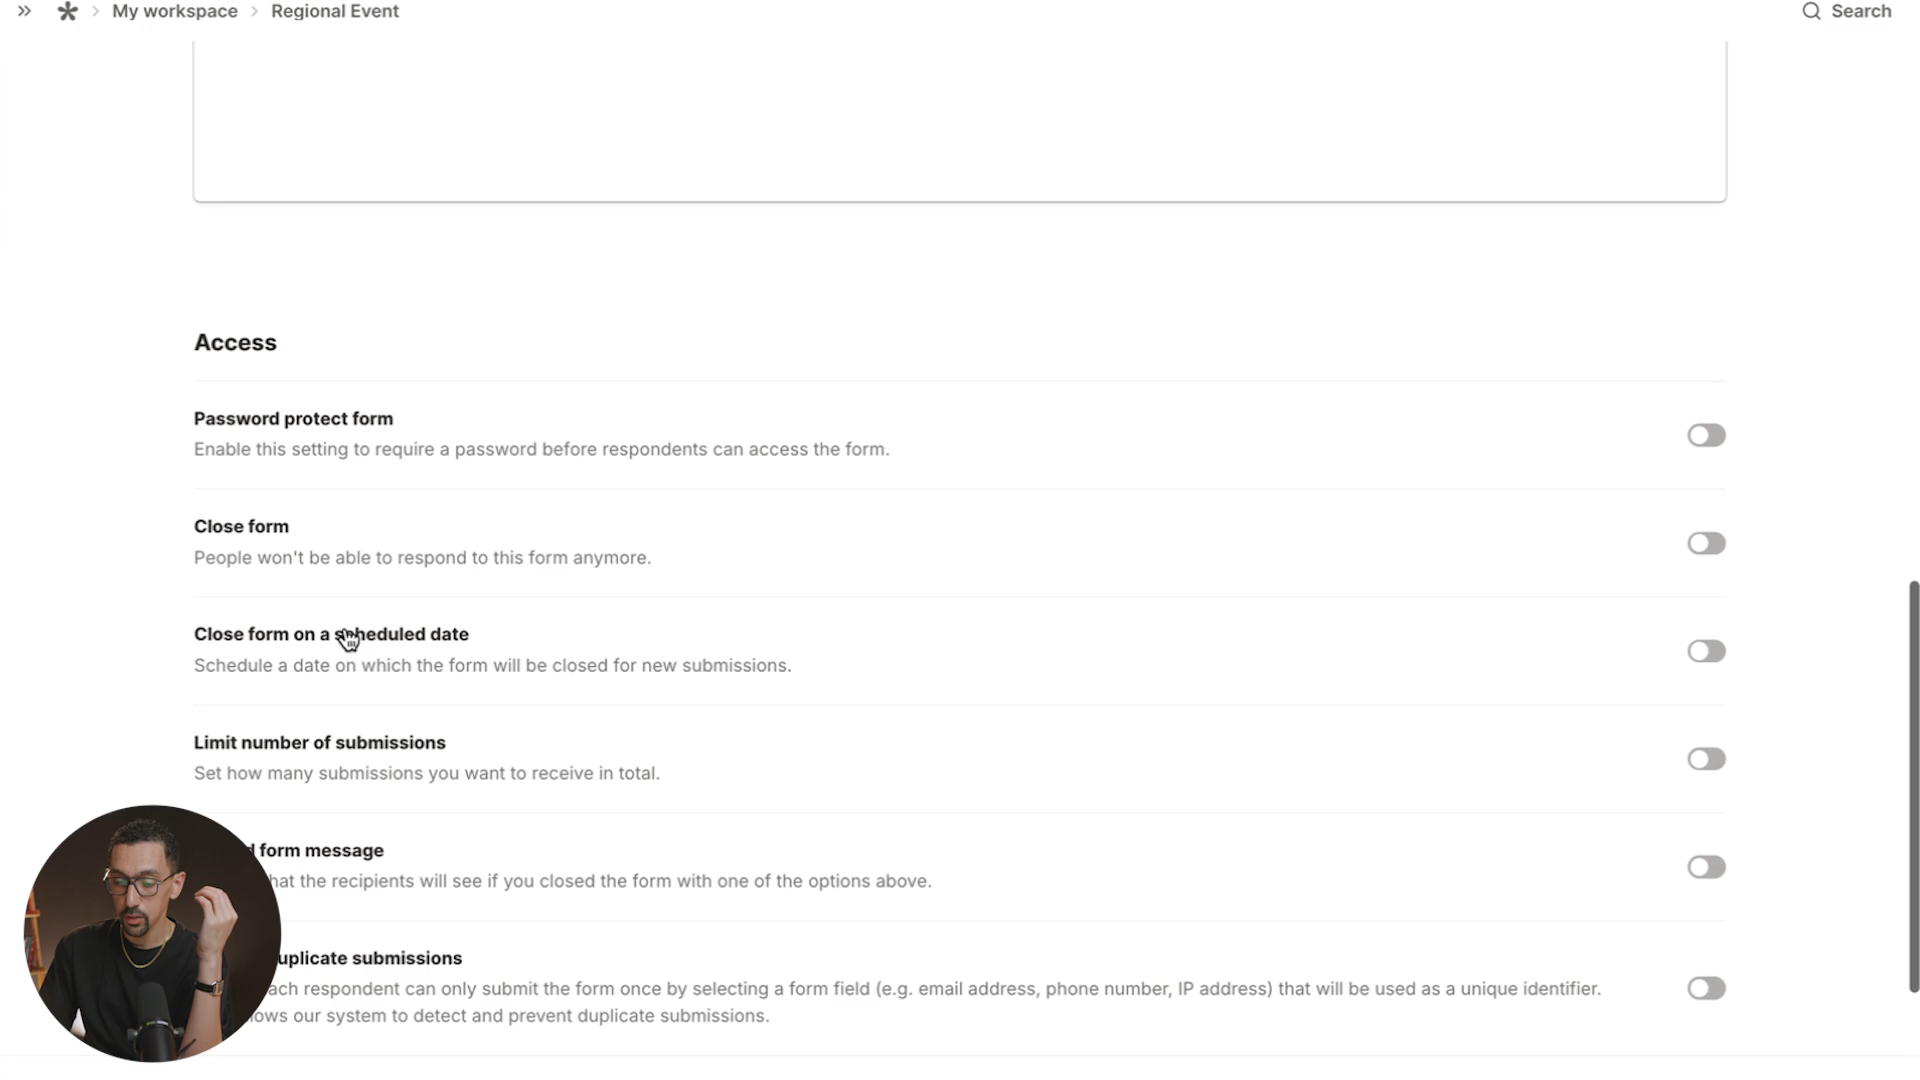 My workspace
Regional Event
Search
Access
Password protect form
Enable this setting to require a password before respondents can access the form.
Close form
People won't be able to respond to this form anymore.
Close form on a scheduled date
Schedule a date on which the form will be closed for new submissions.
Limit number of submissions
Set how many submissions you want to receive in total.
form message
the recipients will see if you closed the form with one of the options above.
submissions
respondent can only submit the form once by selecting a form field (e.g. email address, phone number, IP address) that will be used as a unique identifier.
our system to detect and prevent duplicate submissions.